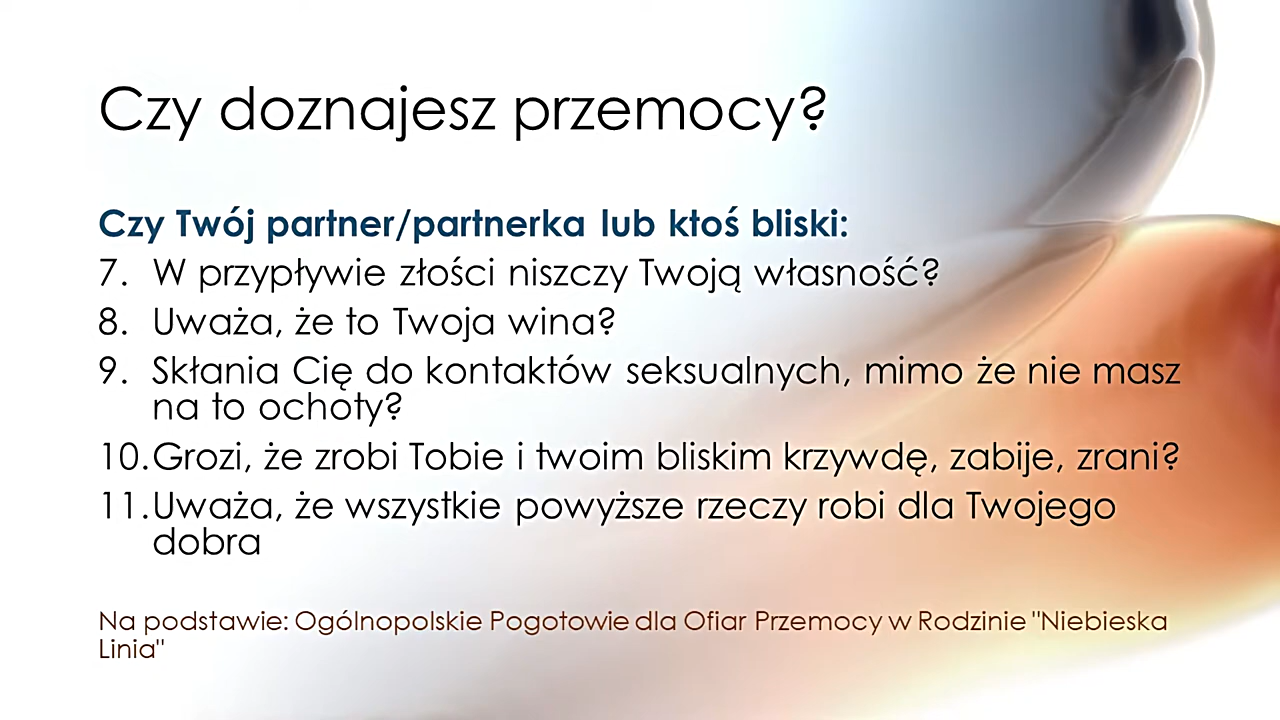 Czy doznajesz przemocy?
Czy Twój partner/partnerka lub ktoś bliski:
7. W przypływie złości niszczy Twoją własność?
8. Uważa, że to Twoja wina?
9. Skłania Cię do kontaktów seksualnych, mimo że nie masz
na to ochoty?
10.Grozi, że zrobi Tobie i twoim bliskim krzywdę, zabije, zrani?
11.Uważa, że wszystkie powyższe rzeczy robi dla Twojego
dobra
Na podstawie: Ogólnopolskie Pogotowie dla Ofiar Przemocy w Rodzinie "Niebieska
Linia"